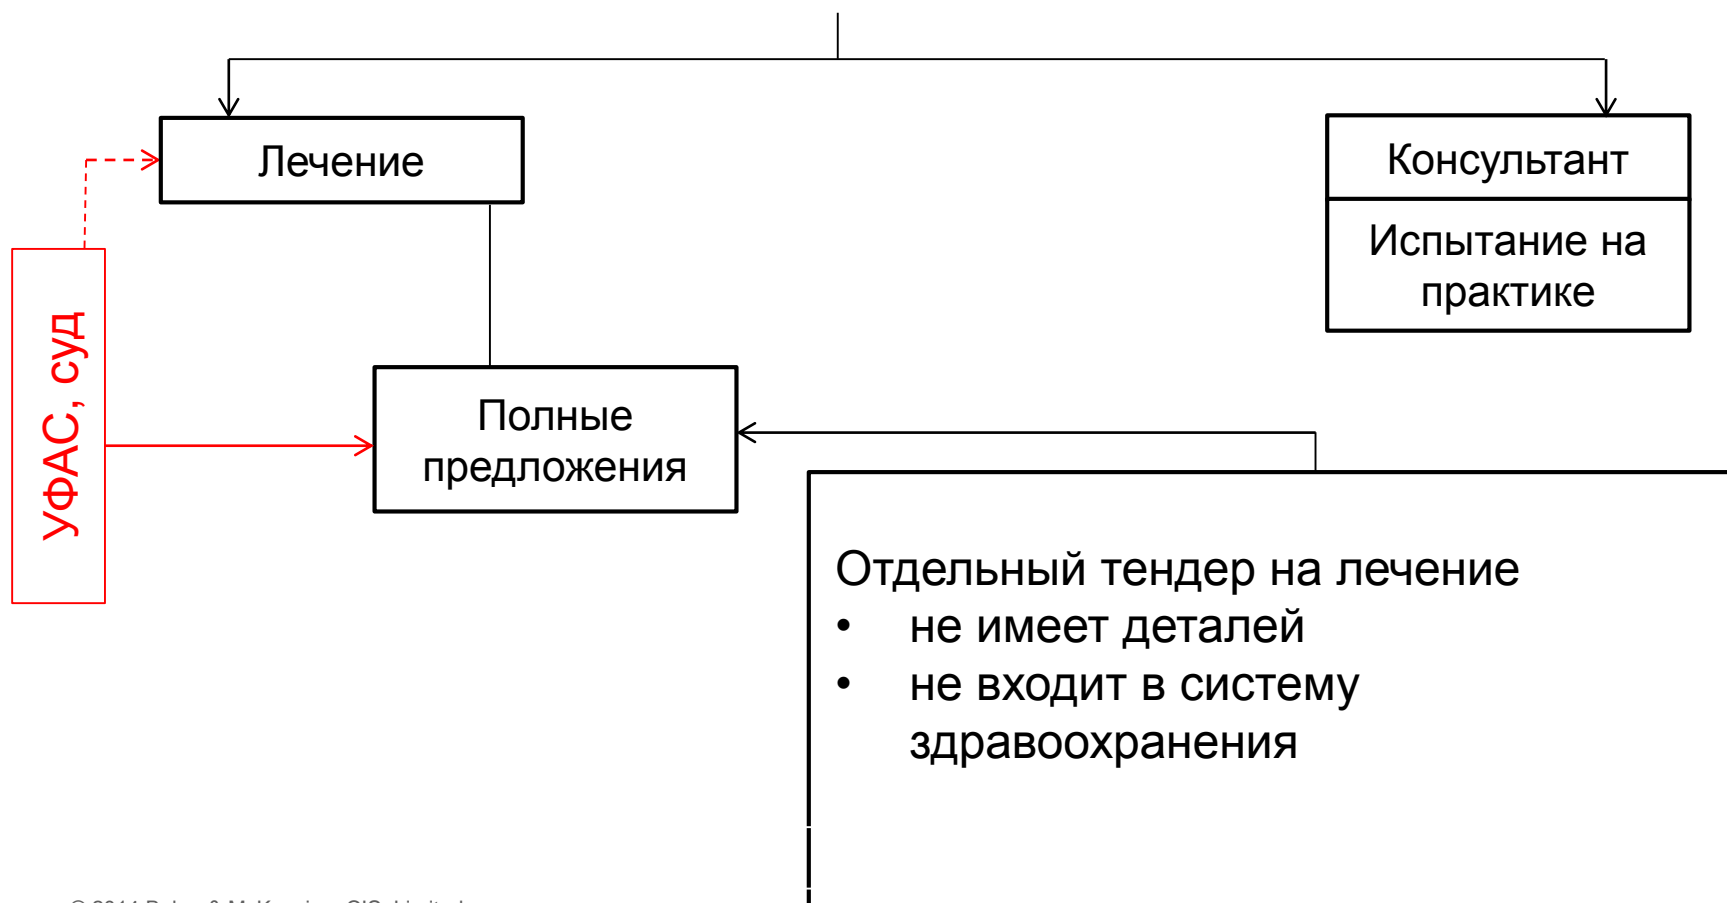 Лечение
Консультант
Испытание на
практике
УФАС, суд
Полные
предложения
Отдельный тендер на лечение
• не имеет деталей
• не входит в систему
здравоохранения
© 2014